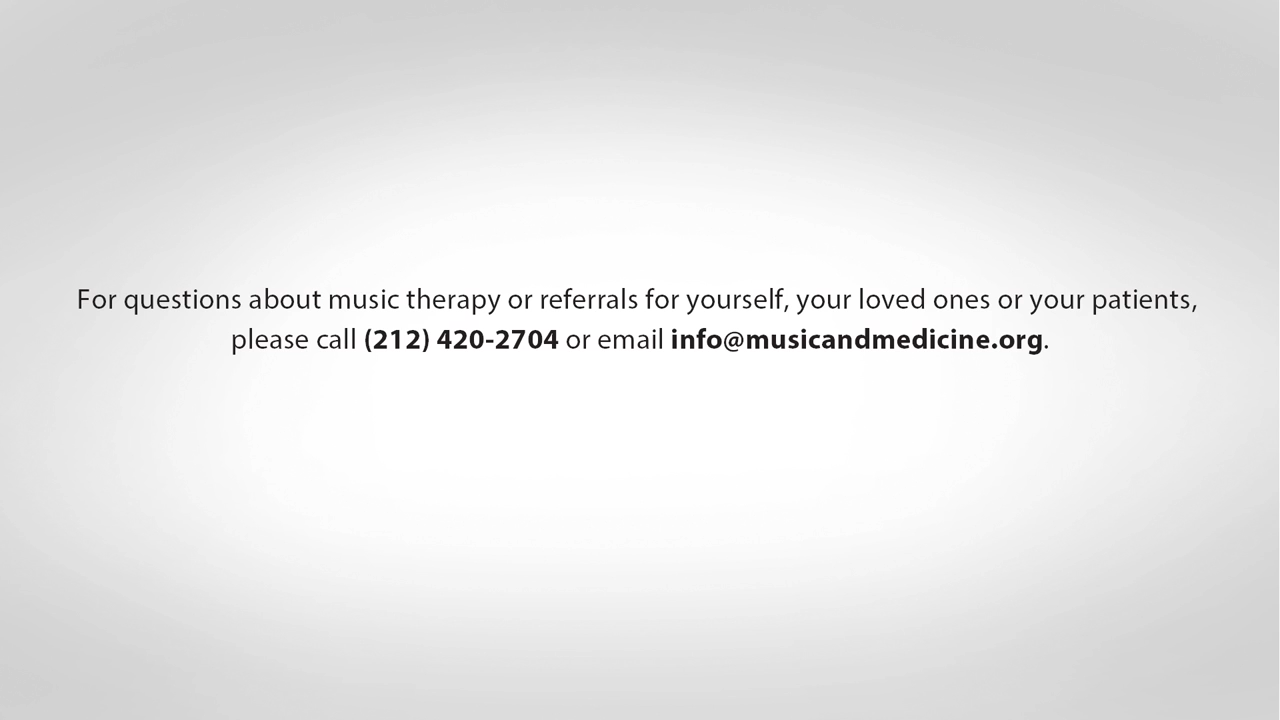 For questions about music therapy or referrals for yourself, your loved ones or your patients,
please call (212) 420-2704 or email info@musicandmedicine.org.